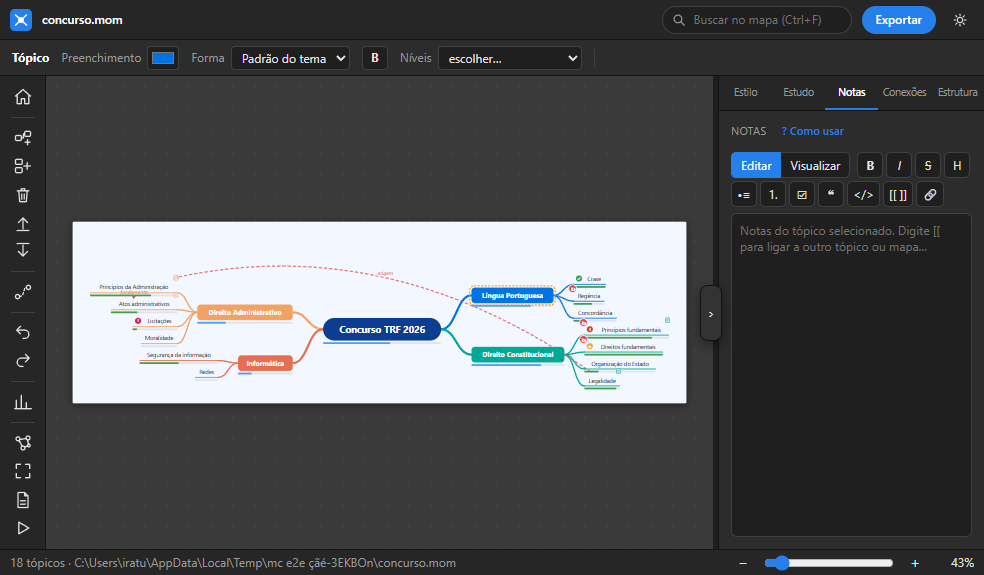 concurso.mom
Buscar no mapa (Ctrl+F)
Exportar
Tópico
Preenchimento
Forma
Padrão do tema
B
Níveis
escolher...
Estilo
Estudo
Notas
Conexões
Estrutura
NOTAS
? Como usar
Editar
Visualizar
B
I
S
H
1.
❝
</>
[[ ]]
Notas do tópico selecionado. Digite [[
para ligar a outro tópico ou mapa...
Princípios da Administração
Atos administrativos
Licitações
Moralidade
Direito Administrativo
Segurança da informação
Redes
Informática
Concurso TRF 2026
Língua Portuguesa
Crase
Regência
Concordância
Direito Constitucional
Princípios fundamentais
Direitos fundamentais
Organização do Estado
Legalidade
18 tópicos · C:\Users\iratu\AppData\Local\Temp\mc e2e çãé-3EKBOn\concurso.mom
43%